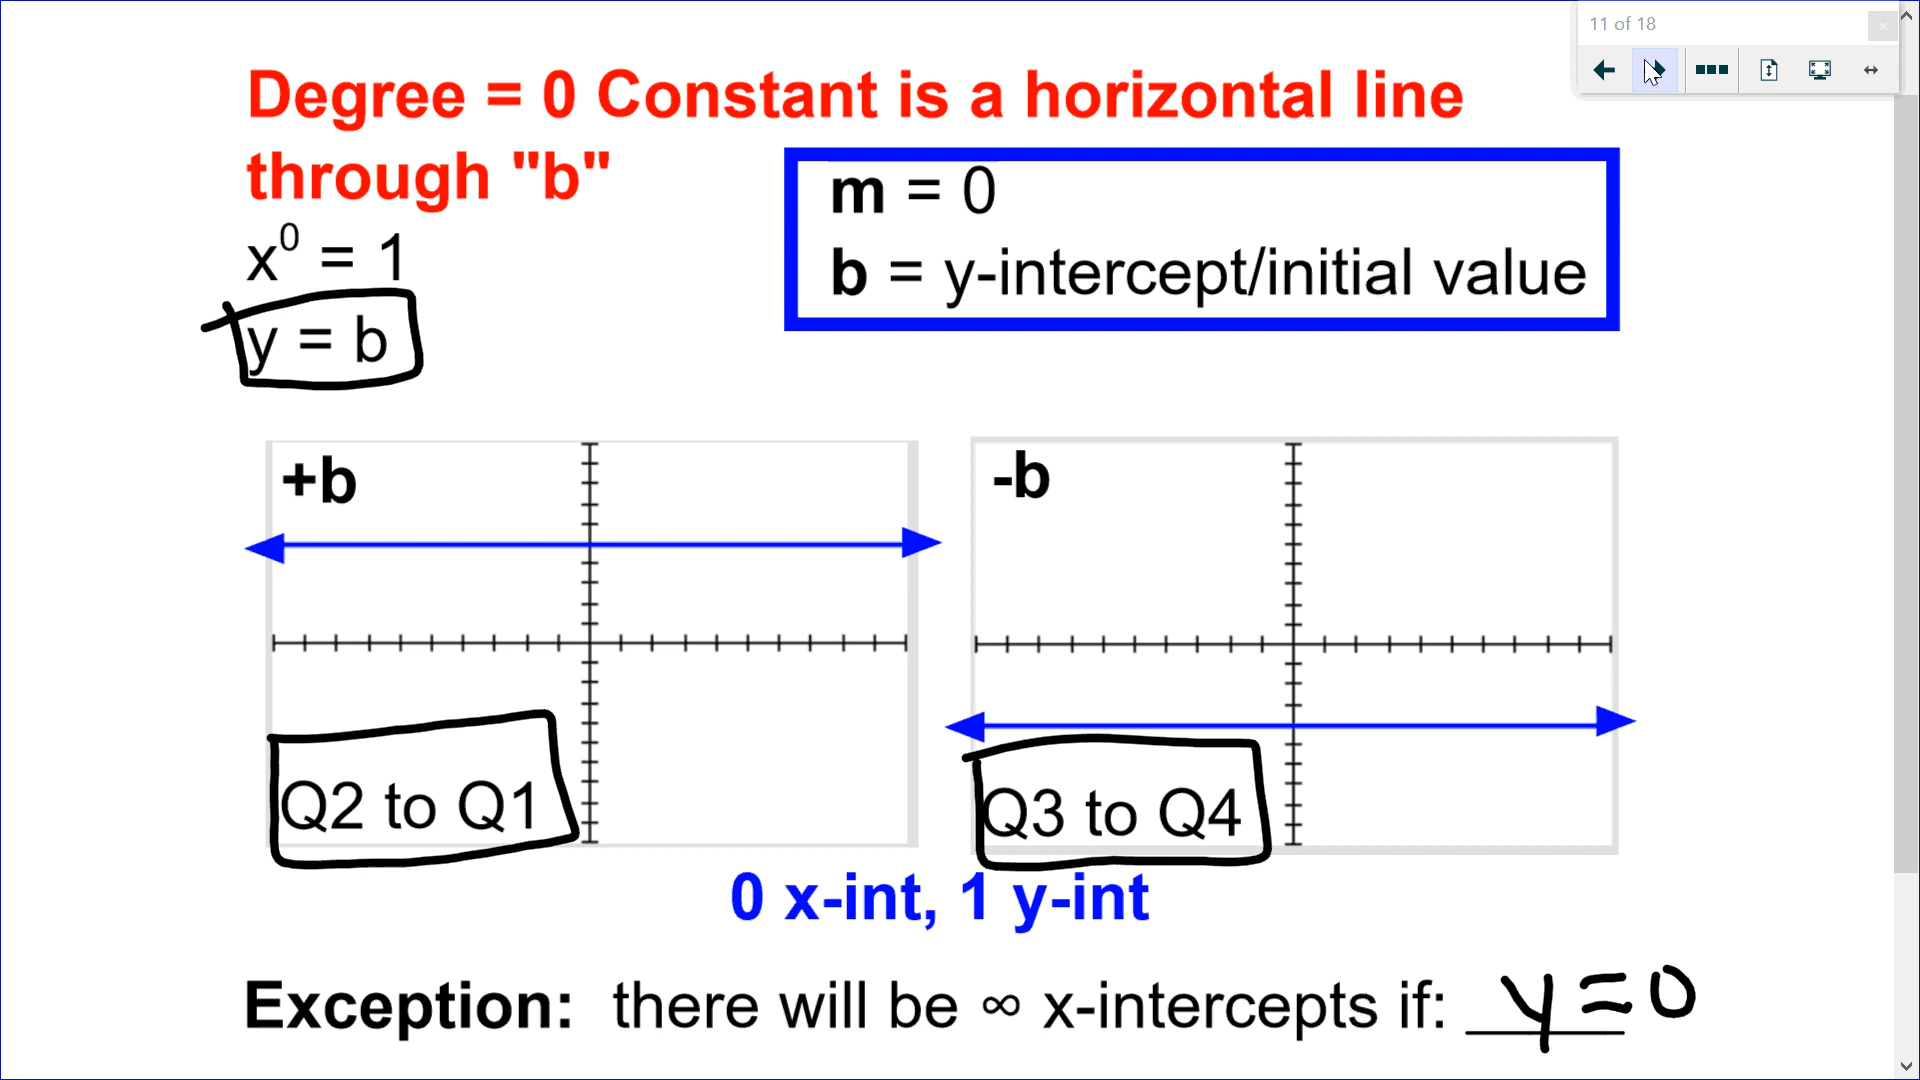 11 of 18
Degree = 0 Constant is a horizontal line
through "b"
m = 0
b = y-intercept/initial value
x⁰ = 1
y = b
+b
-b
Q2 to Q1
Q3 to Q4
0 x-int, 1 y-int
Exception: there will be ∞ x-intercepts if: y=0